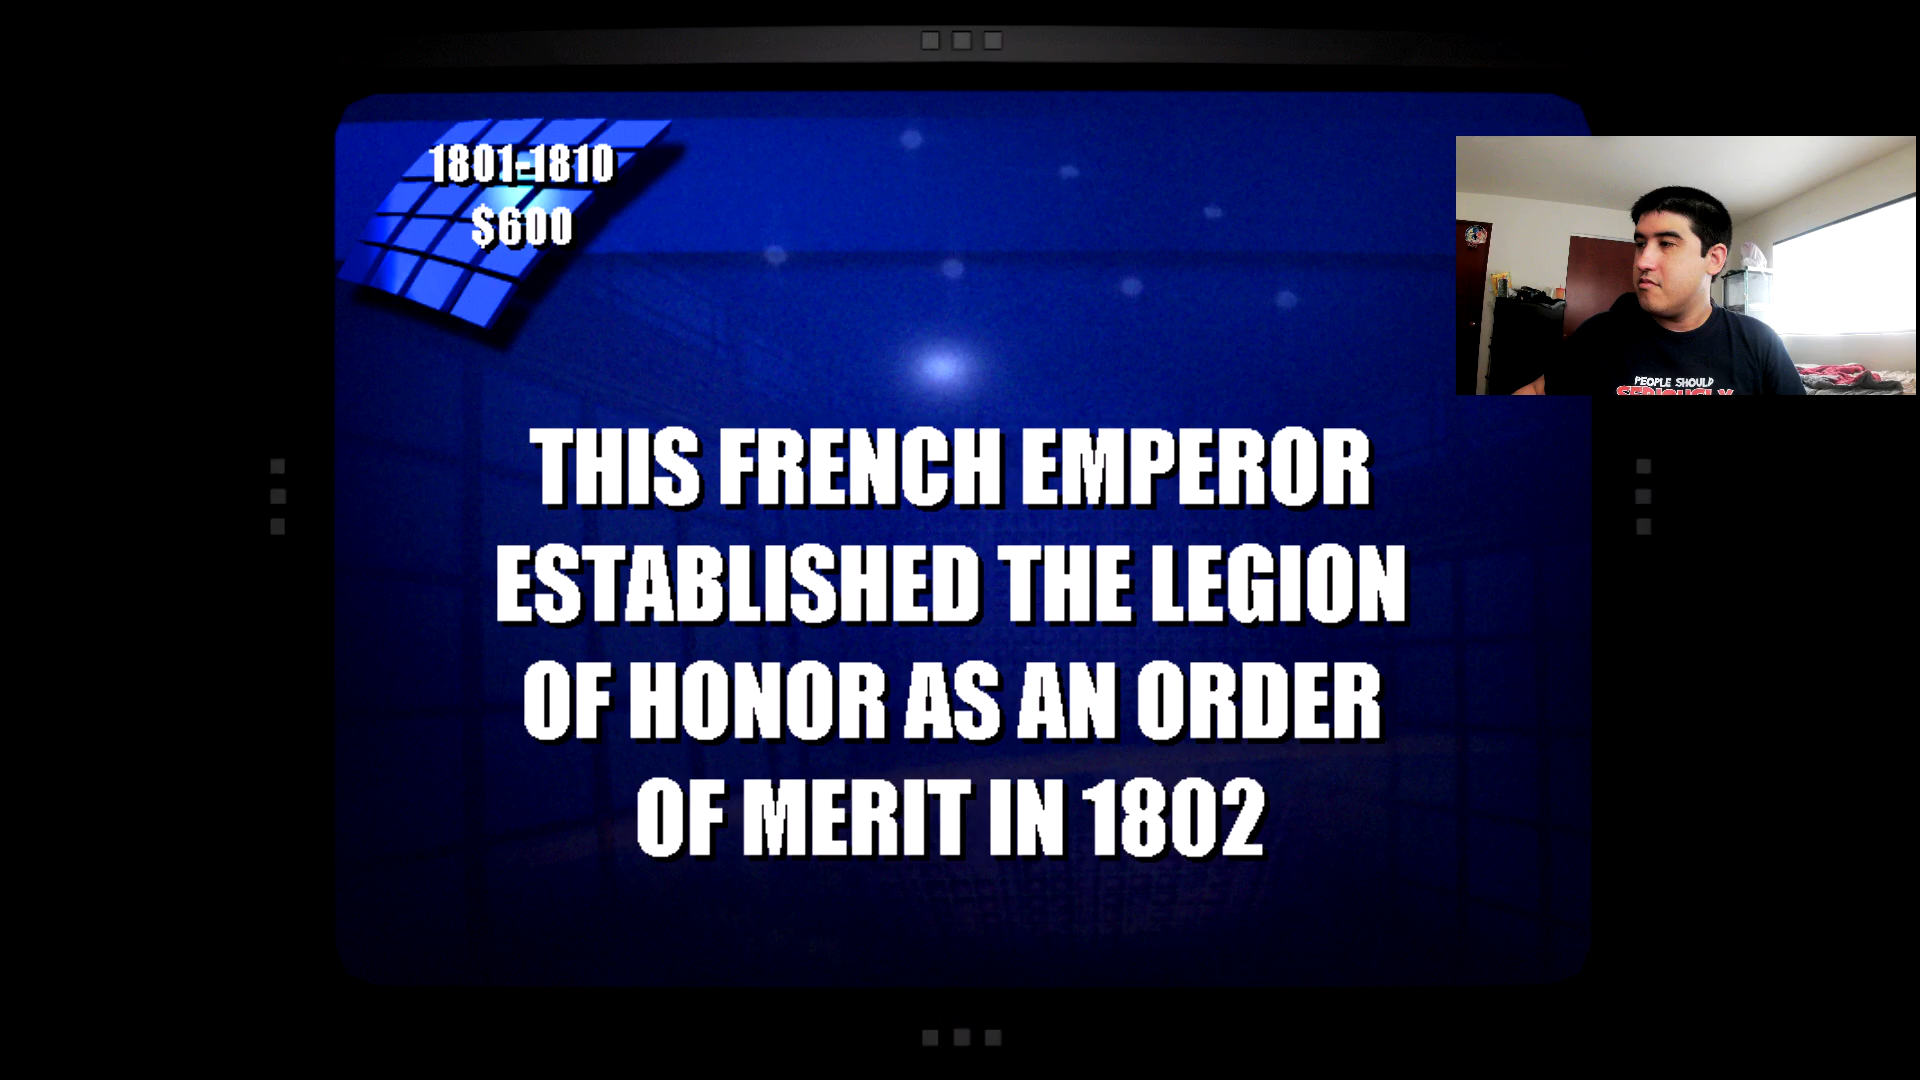 1801-1810
$600
THIS FRENCH EMPEROR
ESTABLISHED THE LEGION
OF HONOR AS AN ORDER
OF MERIT IN 1802
PEOPLE SHOULD
SERIOUSLY